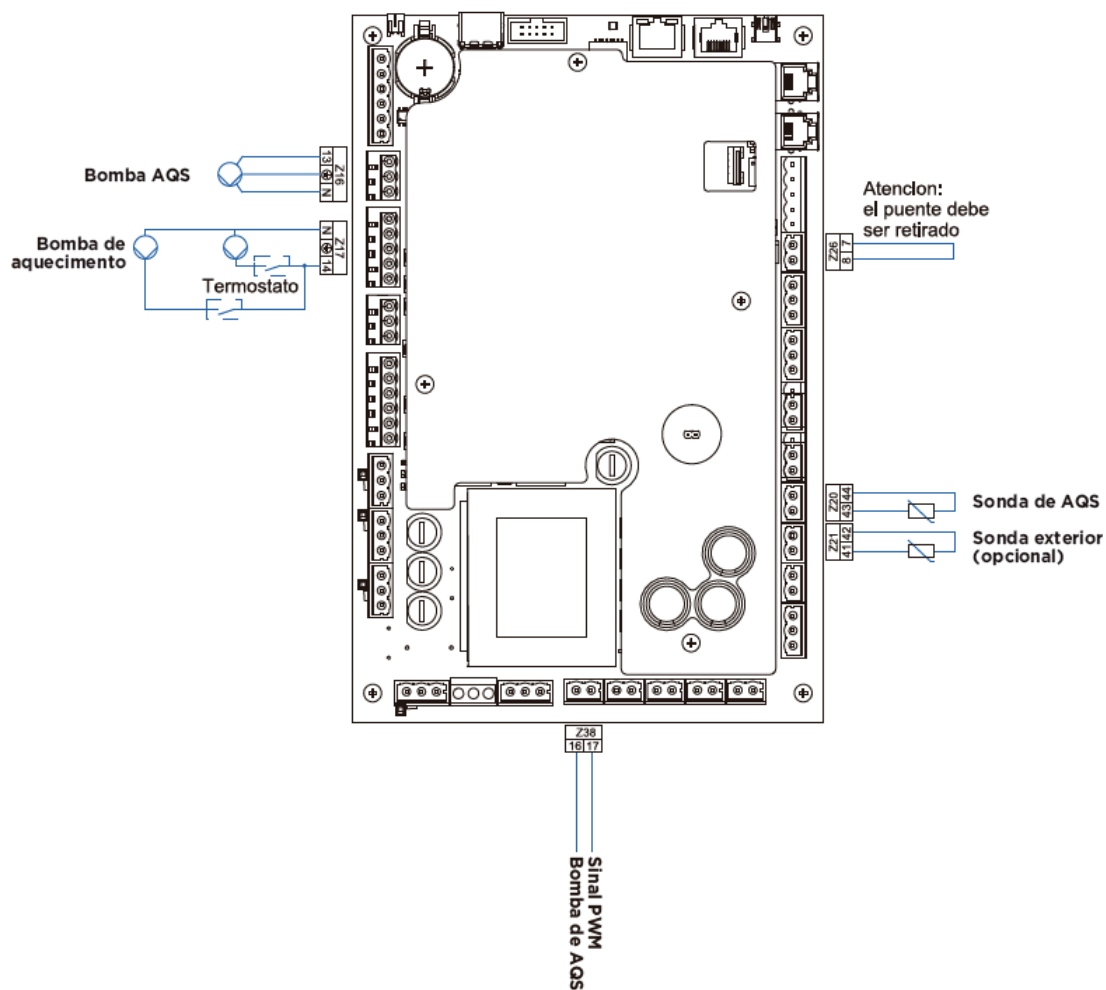 Bomba AQS
13
N
Z16
Bomba de
aquecimento
N
14
Z17
Termostato
Atencion:
el puente debe
ser retirado
Z26
7
8
Z20
44
43
Sonda de AQS
Z21
42
41
Sonda exterior
(opcional)
Z38
16 17
Sinal PWM
Bomba de AQS